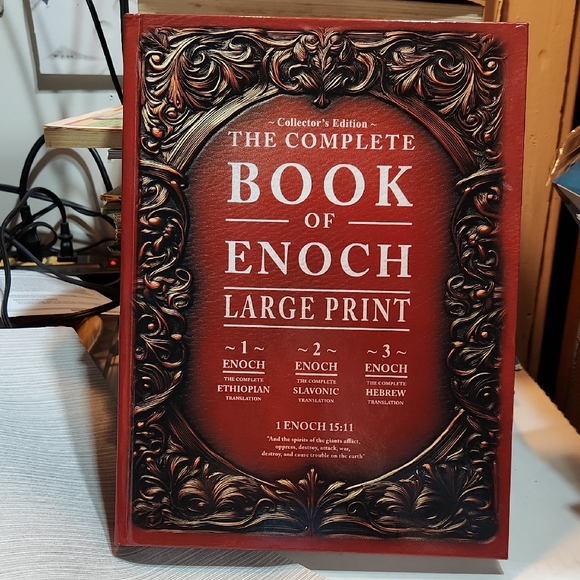 ~ Collector's Edition ~
THE COMPLETE
BOOK
OF
ENOCH
LARGE PRINT
~ 1 ~ ~ 2 ~ ~ 3 ~
ENOCH ENOCH ENOCH
THE COMPLETE THE COMPLETE THE COMPLETE
ETHIOPIAN SLAVONIC HEBREW
TRANSLATION TRANSLATION TRANSLATION
1 ENOCH 15:11
"And the spirits of the giants afflict,
oppress, destroy, attack, war,
destroy, and cause trouble on the earth"